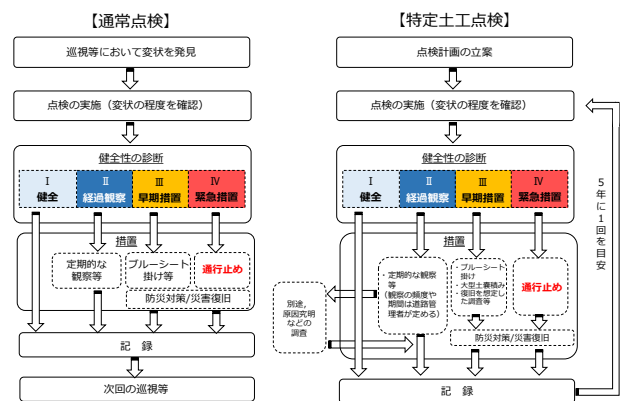 【通常点検】
巡視等において変状を発見
点検の実施（変状の程度を確認）
健全性の診断
Ⅰ
健全
Ⅱ
経過観察
Ⅲ
早期措置
Ⅳ
緊急措置
措置
定期的な
観察等
ブルーシート
掛け等
通行止め
防災対策/災害復旧
記　録
次回の巡視等
【特定土工点検】
点検計画の立案
点検の実施（変状の程度を確認）
健全性の診断
Ⅰ
健全
Ⅱ
経過観察
Ⅲ
早期措置
Ⅳ
緊急措置
措置
・定期的な観察
等
（観察の頻度や
期間は道路管
理者が定める）
・ブルーシート
掛け
・大型土嚢積み
復旧を想定し
た調査等
通行止め
防災対策/災害復旧
別途，
原因究明
などの
調査
記　録
5年に1回を目安